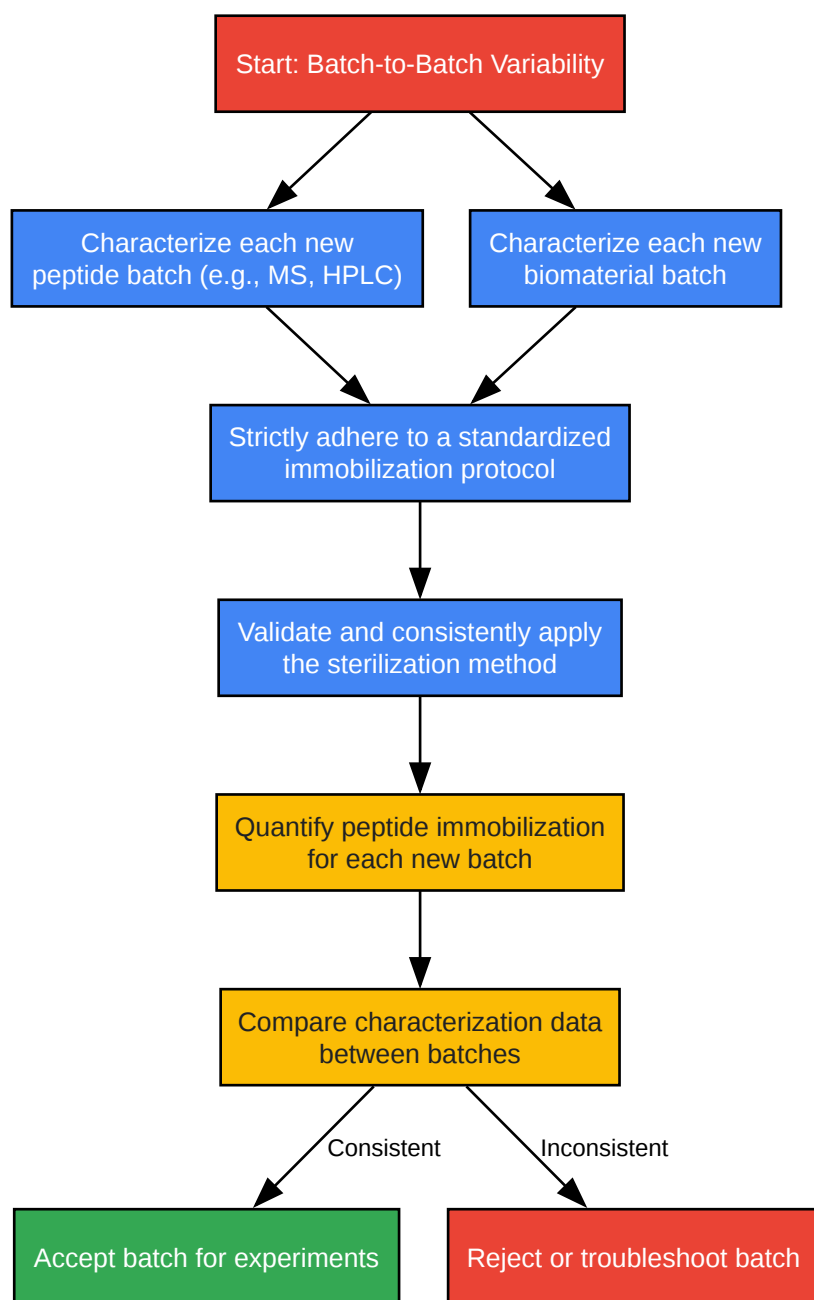 Start: Batch-to-Batch Variability
Characterize each new
peptide batch (e.g., MS, HPLC)
Characterize each new
biomaterial batch
Strictly adhere to a standardized
immobilization protocol
Validate and consistently apply
the sterilization method
Quantify peptide immobilization
for each new batch
Compare characterization data
between batches
Consistent
Inconsistent
Accept batch for experiments
Reject or troubleshoot batch